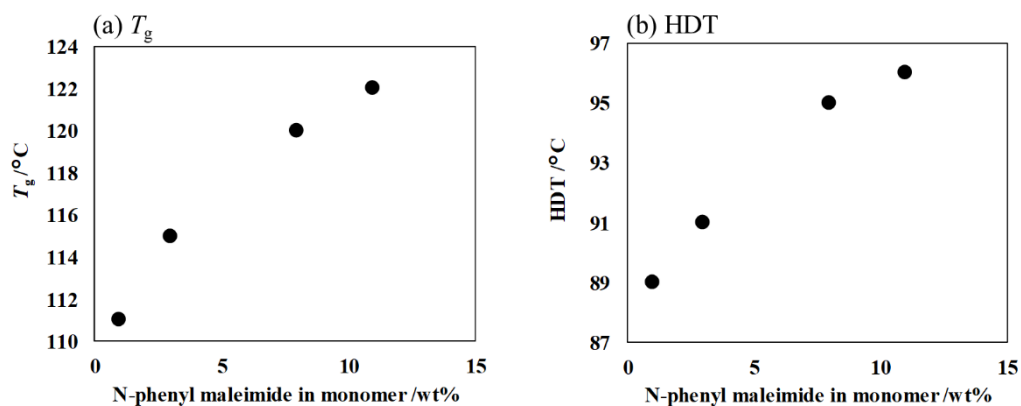 (a) Tg
124
122
120
118
116
114
112
110
Tg /°C
0 5 10 15
N-phenyl maleimide in monomer /wt%
(b) HDT
97
95
93
91
89
87
HDT /°C
0 5 10 15
N-phenyl maleimide in monomer /wt%